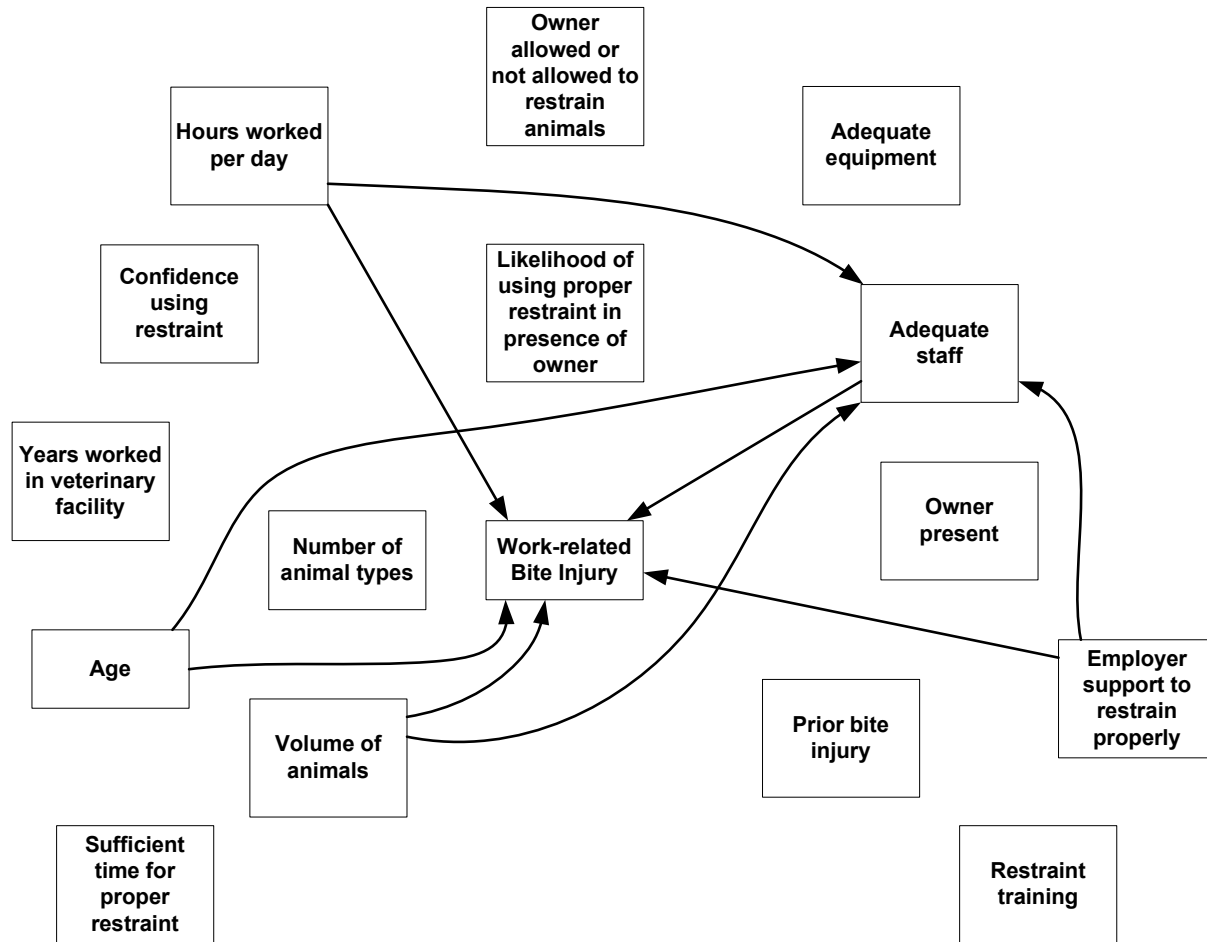 Owner
allowed or
not allowed to
restrain
animals
Hours worked
per day
Adequate
equipment
Confidence
using
restraint
Likelihood of
using proper
restraint in
presence of
owner
Adequate
staff
Years worked
in veterinary
facility
Number of
animal types
Work-related
Bite Injury
Owner
present
Age
Employer
support to
restrain
properly
Volume of
animals
Prior bite
injury
Sufficient
time for
proper
restraint
Restraint
training